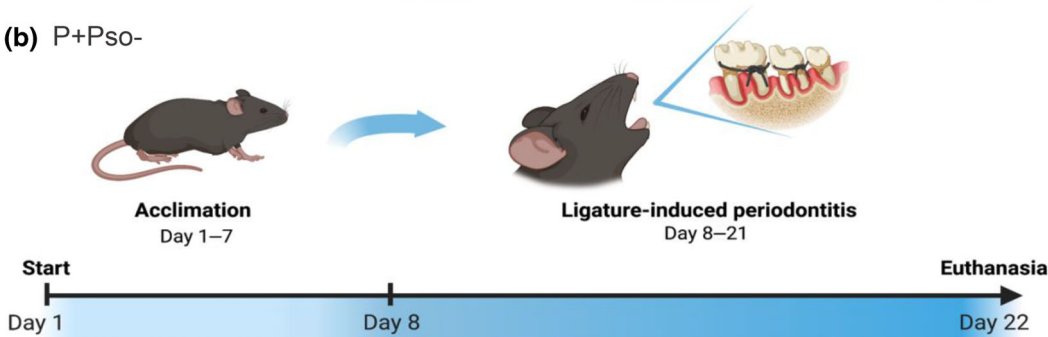 (b) P+Pso-
Acclimation
Day 1–7
Ligature-induced periodontitis
Day 8–21
Start
Euthanasia
Day 1
Day 8
Day 22